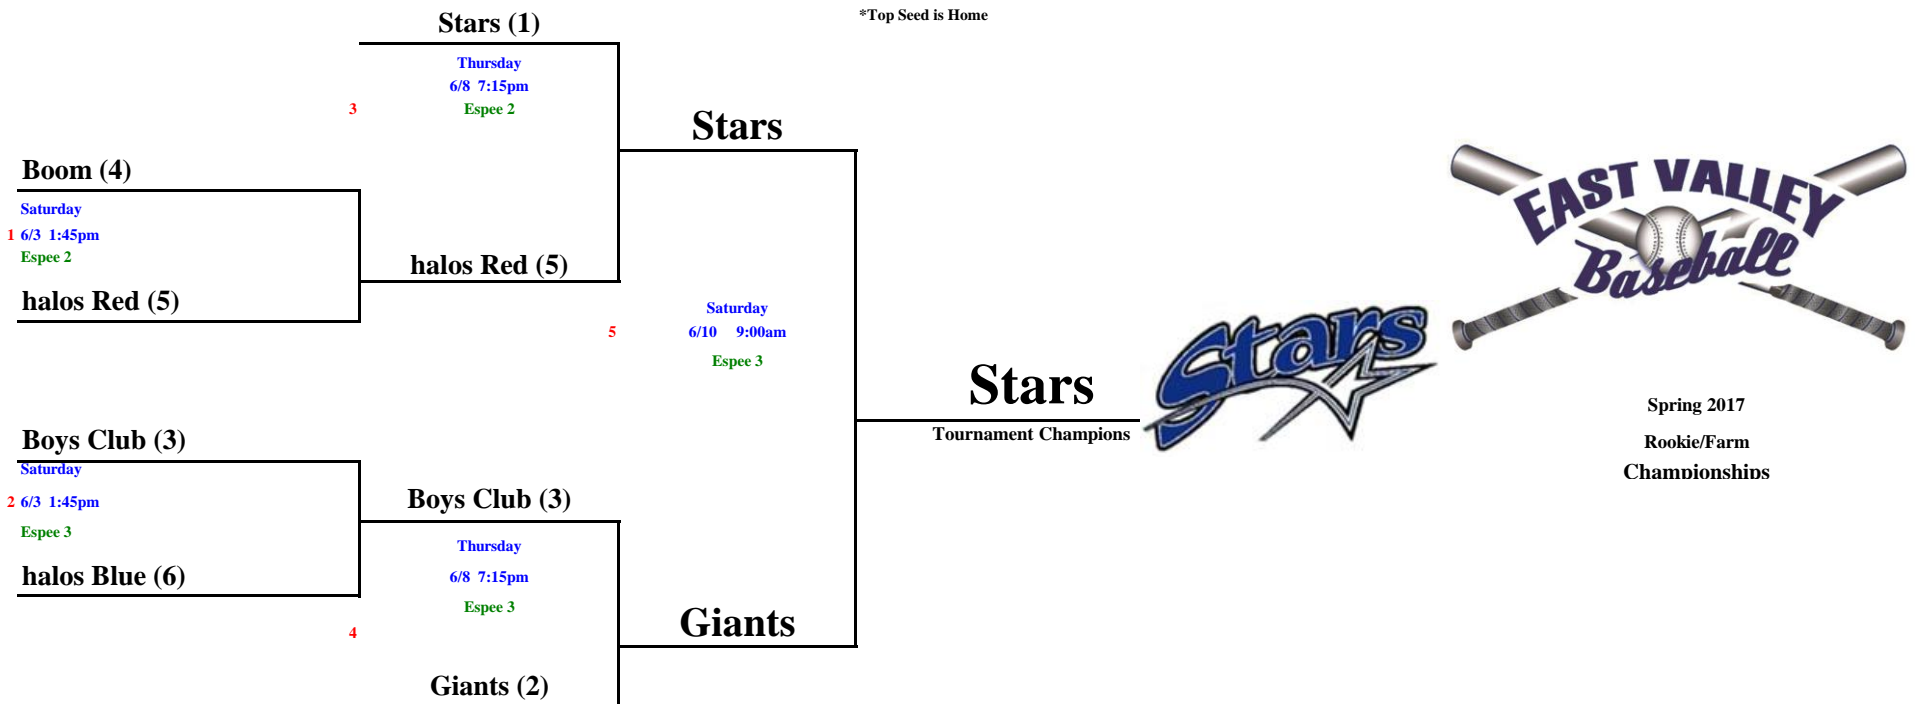 Stars (1)
*Top Seed is Home
Thursday
6/8 7:15pm
3
Espee 2
Stars
Boom (4)
Saturday
1 6/3 1:45pm
Espee 2
halos Red (5)
halos Red (5)
Saturday
5
6/10 9:00am
Espee 3
Stars
Tournament Champions
Stars
EAST VALLEY
Baseball
Spring 2017
Rookie/Farm
Championships
Boys Club (3)
Saturday
2 6/3 1:45pm
Espee 3
halos Blue (6)
Boys Club (3)
Thursday
6/8 7:15pm
Espee 3
4
Giants
Giants (2)